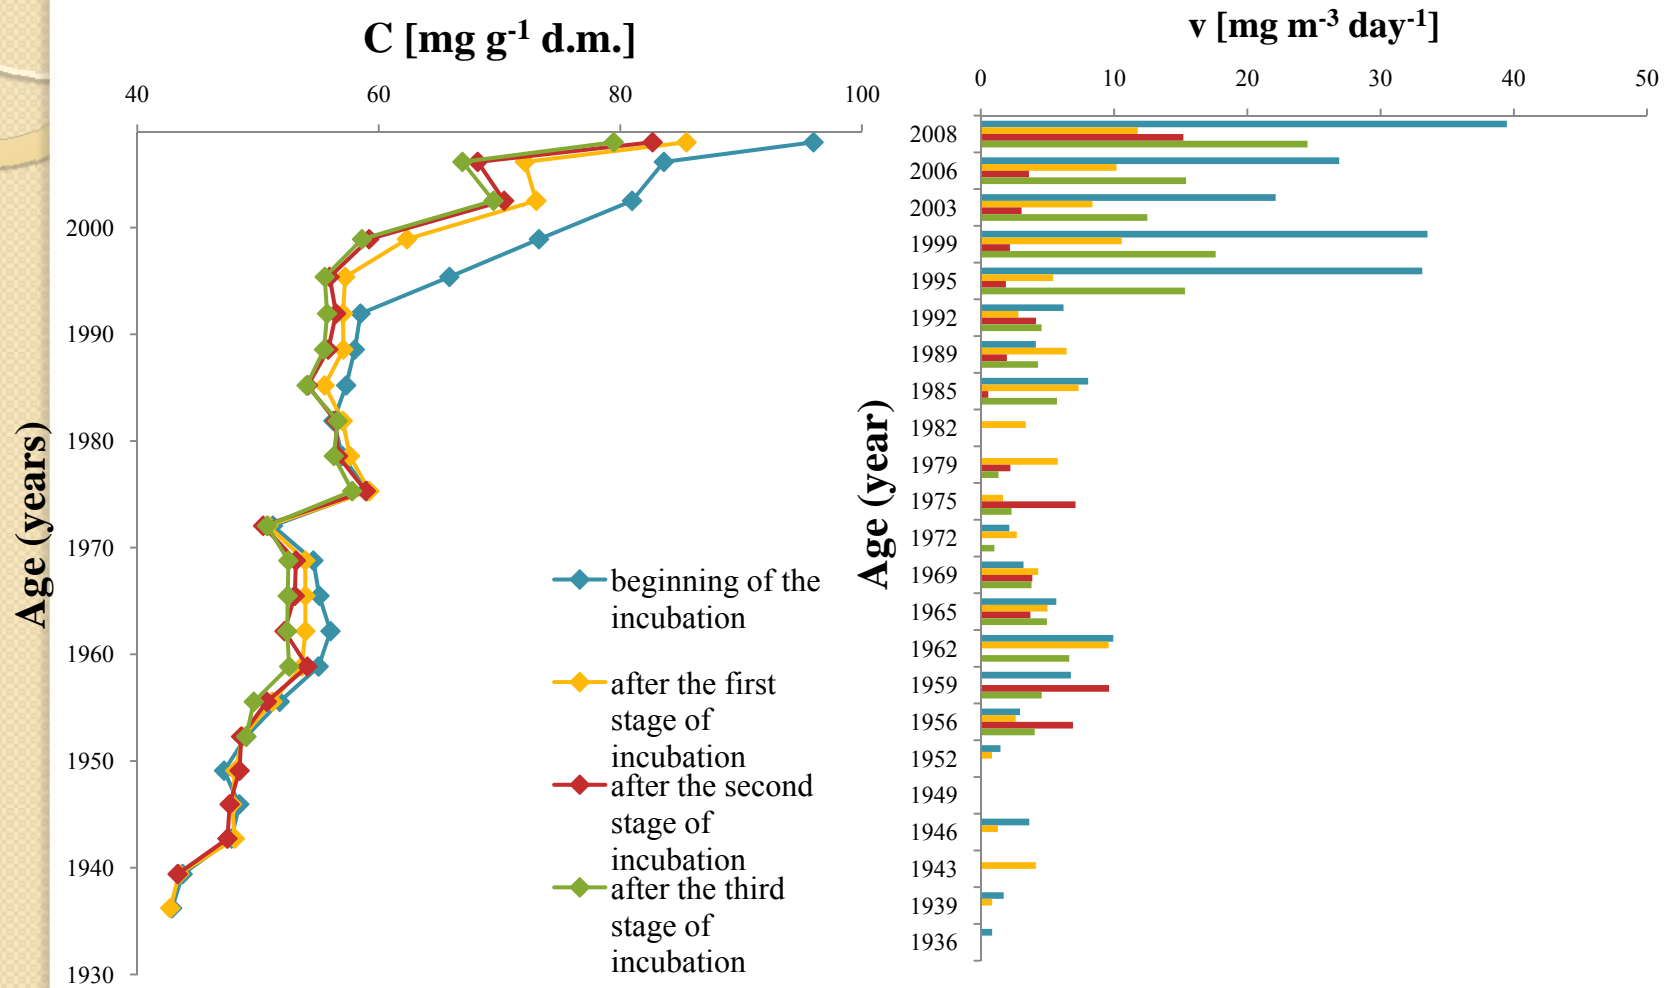 C [mg g-1 d.m.]
40 60 80 100
2000
1990
1980
1970
1960
1950
1940
1930
Age (years)
beginning of the
incubation
after the first
stage of
incubation
after the second
stage of
incubation
after the third
stage of
incubation
v [mg m-3 day-1]
0 10 20 30 40 50
2008
2006
2003
1999
1995
1992
1989
1985
1982
1979
1975
1972
1969
1965
1962
1959
1956
1952
1949
1946
1943
1939
1936
Age (year)